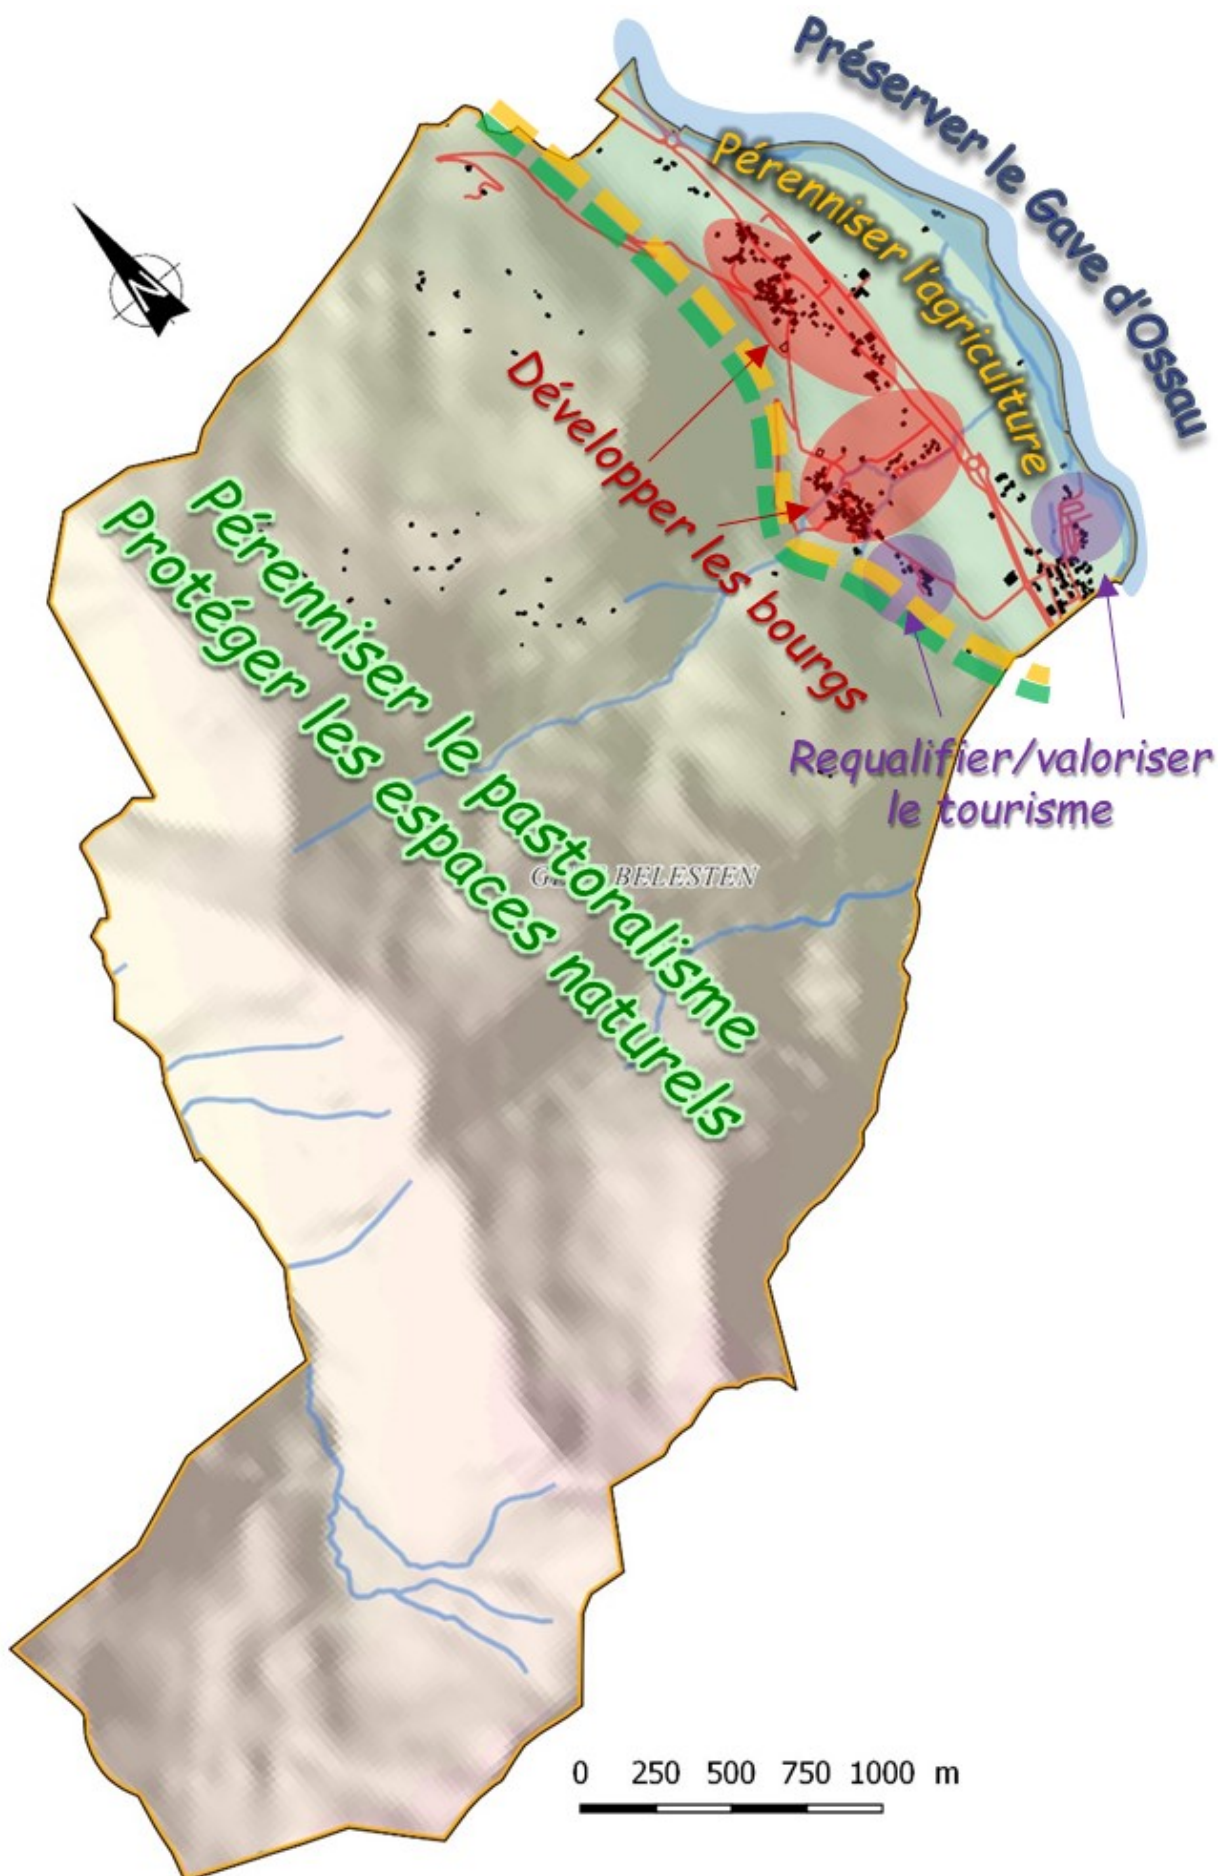 Préserver le Gave d'Ossau
Pérenniser l'agriculture
N
Développer les bourgs
Pérenniser le pastoralisme
Protéger les espaces naturels
Requalifier/valoriser
le tourisme
BELESTEN
0 250 500 750 1000 m